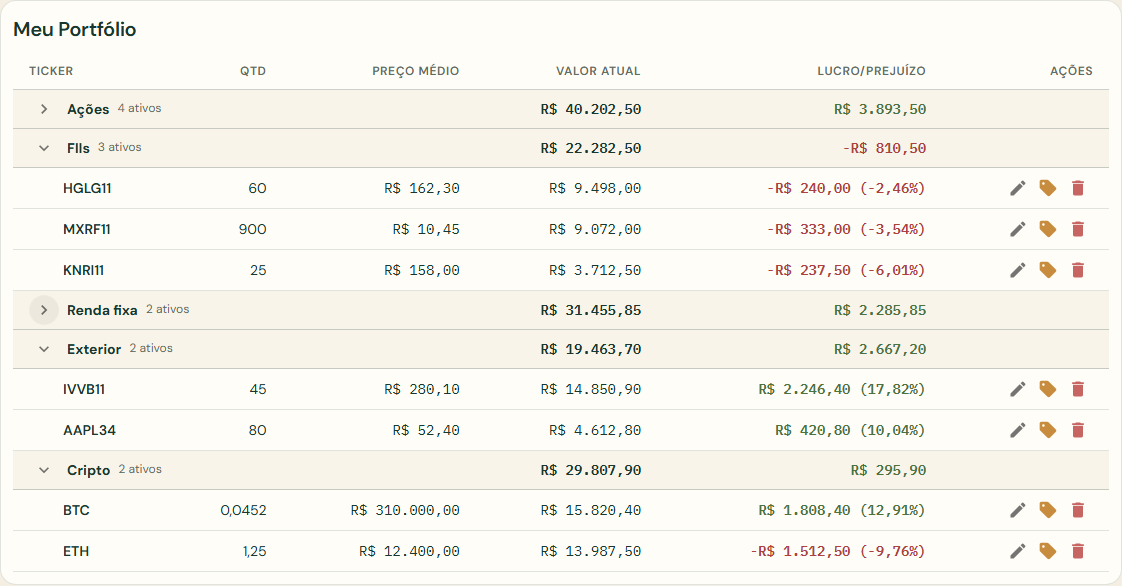 Meu Portfólio
TICKER QTD PREÇO MÉDIO VALOR ATUAL LUCRO/PREJUÍZO AÇÕES
Ações 4 ativos R$ 40.202,50 R$ 3.893,50
FIIs 3 ativos R$ 22.282,50 -R$ 810,50
HGLG11 60 R$ 162,30 R$ 9.498,00 -R$ 240,00 (-2,46%)
MXRF11 900 R$ 10,45 R$ 9.072,00 -R$ 333,00 (-3,54%)
KNRI11 25 R$ 158,00 R$ 3.712,50 -R$ 237,50 (-6,01%)
Renda fixa 2 ativos R$ 31.455,85 R$ 2.285,85
Exterior 2 ativos R$ 19.463,70 R$ 2.667,20
IVVB11 45 R$ 280,10 R$ 14.850,90 R$ 2.246,40 (17,82%)
AAPL34 80 R$ 52,40 R$ 4.612,80 R$ 420,80 (10,04%)
Cripto 2 ativos R$ 29.807,90 R$ 295,90
BTC 0,0452 R$ 310.000,00 R$ 15.820,40 R$ 1.808,40 (12,91%)
ETH 1,25 R$ 12.400,00 R$ 13.987,50 -R$ 1.512,50 (-9,76%)